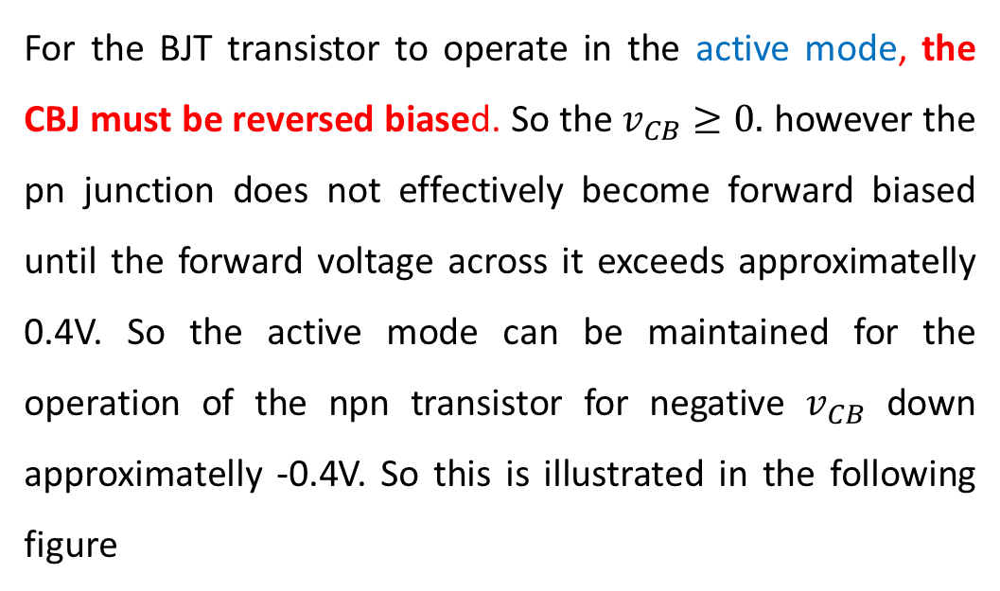 For the BJT transistor to operate in the active mode, the
CBJ must be reversed biased. So the v_{CB} ≥ 0. however the
pn junction does not effectively become forward biased
until the forward voltage across it exceeds approximatelly
0.4V. So the active mode can be maintained for the
operation of the npn transistor for negative v_{CB} down
approximatelly -0.4V. So this is illustrated in the following
figure